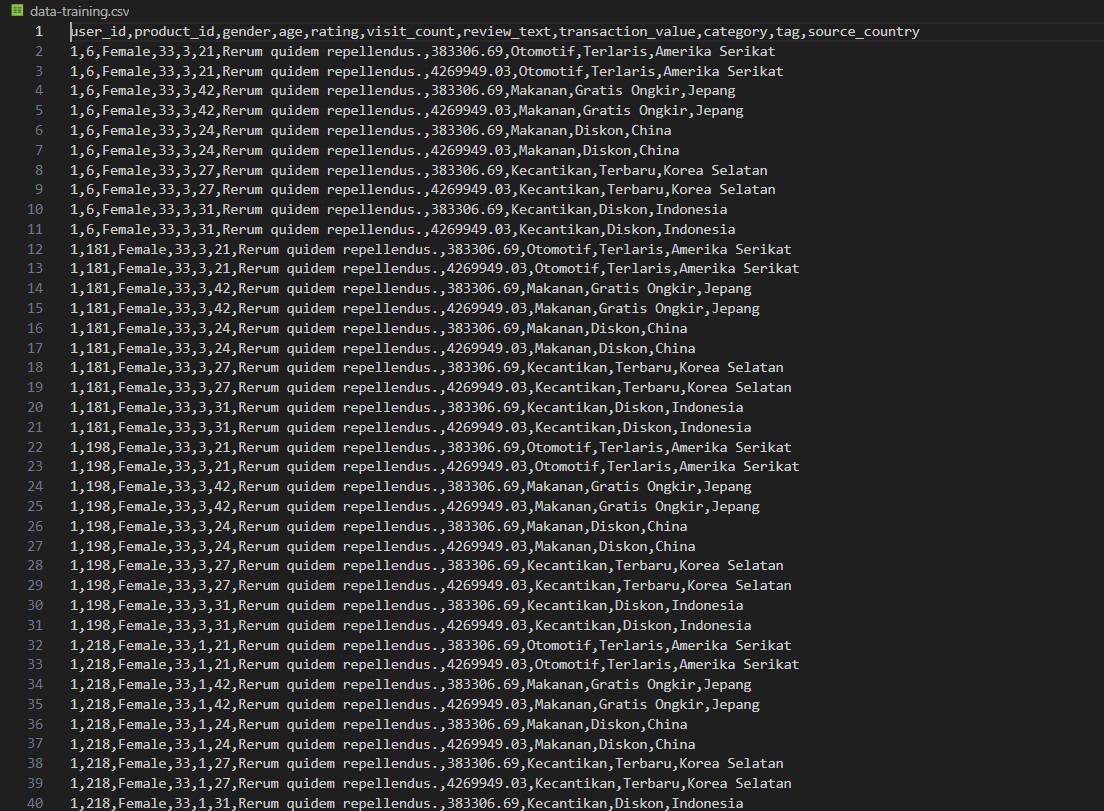 data-training.csv
1 user_id,product_id,gender,age,rating,visit_count,review_text,transaction_value,category,tag,source_country
2 1,6,Female,33,3,21,Rerum quidem repellendus.,383306.69,Otomotif,Terlaris,Amerika Serikat
3 1,6,Female,33,3,21,Rerum quidem repellendus.,4269949.03,Otomotif,Terlaris,Amerika Serikat
4 1,6,Female,33,3,42,Rerum quidem repellendus.,383306.69,Makanan,Gratis Ongkir,Jepang
5 1,6,Female,33,3,42,Rerum quidem repellendus.,4269949.03,Makanan,Gratis Ongkir,Jepang
6 1,6,Female,33,3,24,Rerum quidem repellendus.,383306.69,Makanan,Diskon,China
7 1,6,Female,33,3,24,Rerum quidem repellendus.,4269949.03,Makanan,Diskon,China
8 1,6,Female,33,3,27,Rerum quidem repellendus.,383306.69,Kecantikan,Terbaru,Korea Selatan
9 1,6,Female,33,3,27,Rerum quidem repellendus.,4269949.03,Kecantikan,Terbaru,Korea Selatan
10 1,6,Female,33,3,31,Rerum quidem repellendus.,383306.69,Kecantikan,Diskon,Indonesia
11 1,6,Female,33,3,31,Rerum quidem repellendus.,4269949.03,Kecantikan,Diskon,Indonesia
12 1,181,Female,33,3,21,Rerum quidem repellendus.,383306.69,Otomotif,Terlaris,Amerika Serikat
13 1,181,Female,33,3,21,Rerum quidem repellendus.,4269949.03,Otomotif,Terlaris,Amerika Serikat
14 1,181,Female,33,3,42,Rerum quidem repellendus.,383306.69,Makanan,Gratis Ongkir,Jepang
15 1,181,Female,33,3,42,Rerum quidem repellendus.,4269949.03,Makanan,Gratis Ongkir,Jepang
16 1,181,Female,33,3,24,Rerum quidem repellendus.,383306.69,Makanan,Diskon,China
17 1,181,Female,33,3,24,Rerum quidem repellendus.,4269949.03,Makanan,Diskon,China
18 1,181,Female,33,3,27,Rerum quidem repellendus.,383306.69,Kecantikan,Terbaru,Korea Selatan
19 1,181,Female,33,3,27,Rerum quidem repellendus.,4269949.03,Kecantikan,Terbaru,Korea Selatan
20 1,181,Female,33,3,31,Rerum quidem repellendus.,383306.69,Kecantikan,Diskon,Indonesia
21 1,181,Female,33,3,31,Rerum quidem repellendus.,4269949.03,Kecantikan,Diskon,Indonesia
22 1,198,Female,33,3,21,Rerum quidem repellendus.,383306.69,Otomotif,Terlaris,Amerika Serikat
23 1,198,Female,33,3,21,Rerum quidem repellendus.,4269949.03,Otomotif,Terlaris,Amerika Serikat
24 1,198,Female,33,3,42,Rerum quidem repellendus.,383306.69,Makanan,Gratis Ongkir,Jepang
25 1,198,Female,33,3,42,Rerum quidem repellendus.,4269949.03,Makanan,Gratis Ongkir,Jepang
26 1,198,Female,33,3,24,Rerum quidem repellendus.,383306.69,Makanan,Diskon,China
27 1,198,Female,33,3,24,Rerum quidem repellendus.,4269949.03,Makanan,Diskon,China
28 1,198,Female,33,3,27,Rerum quidem repellendus.,383306.69,Kecantikan,Terbaru,Korea Selatan
29 1,198,Female,33,3,27,Rerum quidem repellendus.,4269949.03,Kecantikan,Terbaru,Korea Selatan
30 1,198,Female,33,3,31,Rerum quidem repellendus.,383306.69,Kecantikan,Diskon,Indonesia
31 1,198,Female,33,3,31,Rerum quidem repellendus.,4269949.03,Kecantikan,Diskon,Indonesia
32 1,218,Female,33,1,21,Rerum quidem repellendus.,383306.69,Otomotif,Terlaris,Amerika Serikat
33 1,218,Female,33,1,21,Rerum quidem repellendus.,4269949.03,Otomotif,Terlaris,Amerika Serikat
34 1,218,Female,33,1,42,Rerum quidem repellendus.,383306.69,Makanan,Gratis Ongkir,Jepang
35 1,218,Female,33,1,42,Rerum quidem repellendus.,4269949.03,Makanan,Gratis Ongkir,Jepang
36 1,218,Female,33,1,24,Rerum quidem repellendus.,383306.69,Makanan,Diskon,China
37 1,218,Female,33,1,24,Rerum quidem repellendus.,4269949.03,Makanan,Diskon,China
38 1,218,Female,33,1,27,Rerum quidem repellendus.,383306.69,Kecantikan,Terbaru,Korea Selatan
39 1,218,Female,33,1,27,Rerum quidem repellendus.,4269949.03,Kecantikan,Terbaru,Korea Selatan
40 1,218,Female,33,1,31,Rerum quidem repellendus.,383306.69,Kecantikan,Diskon,Indonesia